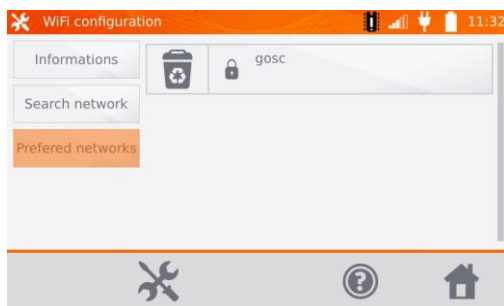 WiFi configuration
11:32
Informations
gosc
Search network
Prefered networks